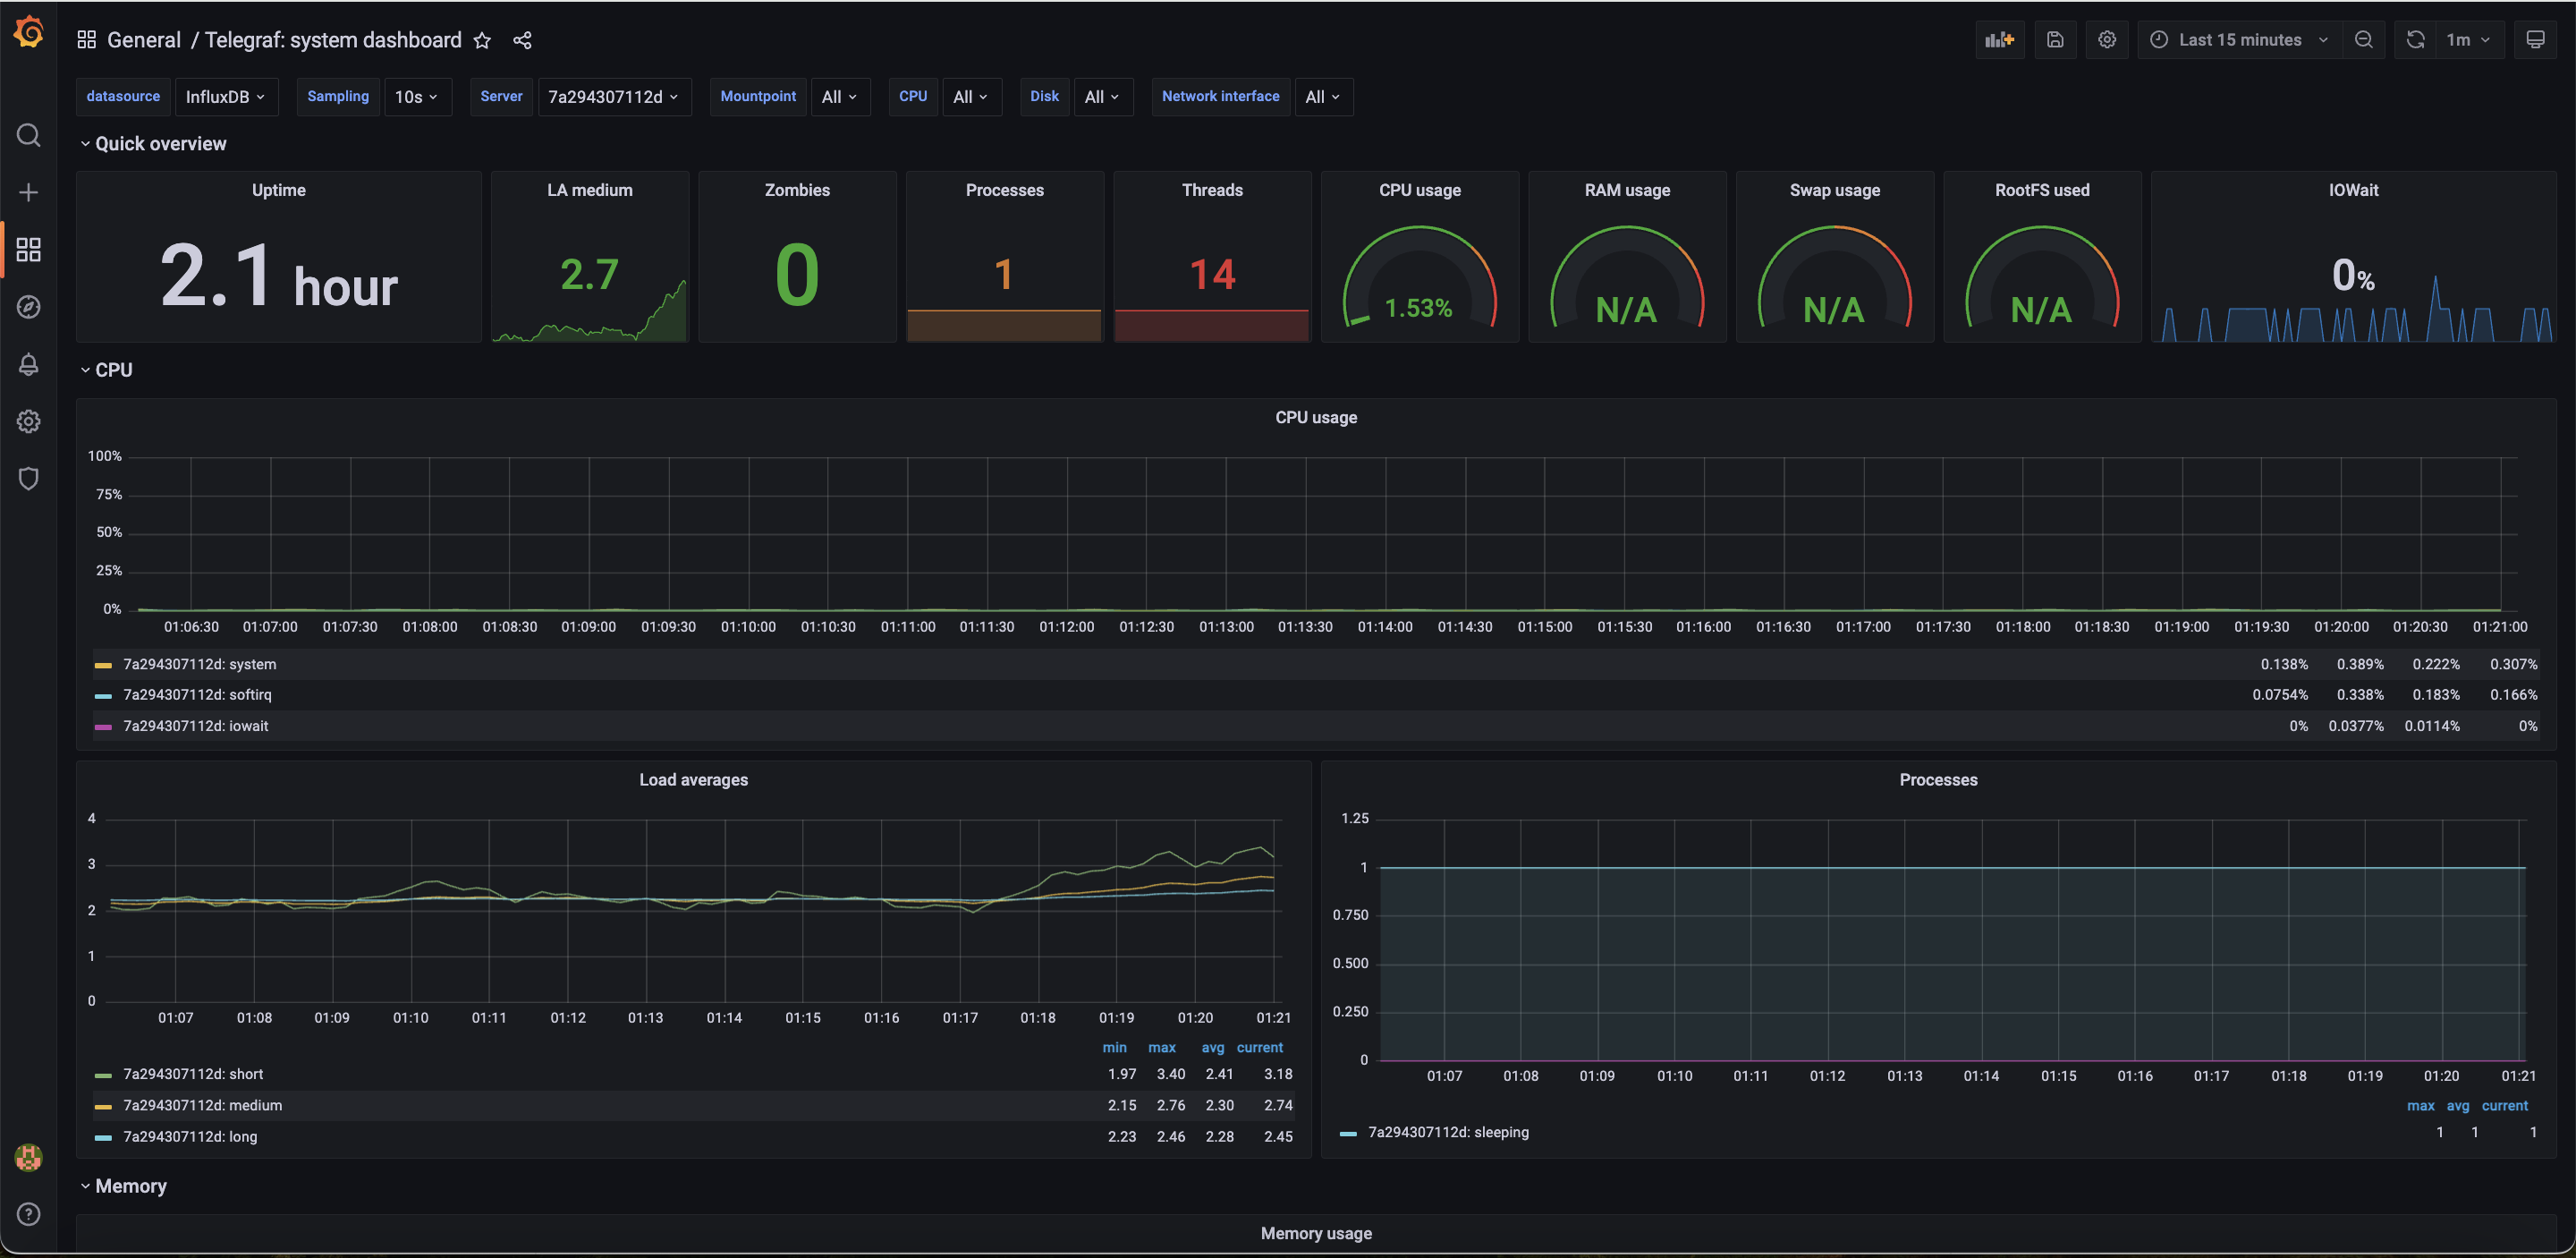 General / Telegraf: system dashboard
Last 15 minutes
1m
datasource InfluxDB Sampling 10s Server 7a294307112d Mountpoint All CPU All Disk All Network interface All
Quick overview
Uptime
2.1 hour
LA medium
2.7
Zombies
0
Processes
1
Threads
14
CPU usage
1.53%
RAM usage
N/A
Swap usage
N/A
RootFS used
N/A
IOWait
0%
CPU
CPU usage
100%
75%
50%
25%
0%
01:06:30 01:07:00 01:07:30 01:08:00 01:08:30 01:09:00 01:09:30 01:10:00 01:10:30 01:11:00 01:11:30 01:12:00 01:12:30 01:13:00 01:13:30 01:14:00 01:14:30 01:15:00 01:15:30 01:16:00 01:16:30 01:17:00 01:17:30 01:18:00 01:18:30 01:19:00 01:19:30 01:20:00 01:20:30 01:21:00
7a294307112d: system 0.138% 0.389% 0.222% 0.307%
7a294307112d: softirq 0.0754% 0.338% 0.183% 0.166%
7a294307112d: iowait 0% 0.0377% 0.0114% 0%
Load averages
4
3
2
1
0
01:07 01:08 01:09 01:10 01:11 01:12 01:13 01:14 01:15 01:16 01:17 01:18 01:19 01:20 01:21
min max avg current
7a294307112d: short 1.97 3.40 2.41 3.18
7a294307112d: medium 2.15 2.76 2.30 2.74
7a294307112d: long 2.23 2.46 2.28 2.45
Processes
1.25
1
0.750
0.500
0.250
0
01:07 01:08 01:09 01:10 01:11 01:12 01:13 01:14 01:15 01:16 01:17 01:18 01:19 01:20 01:21
max avg current
7a294307112d: sleeping 1 1 1
Memory
Memory usage